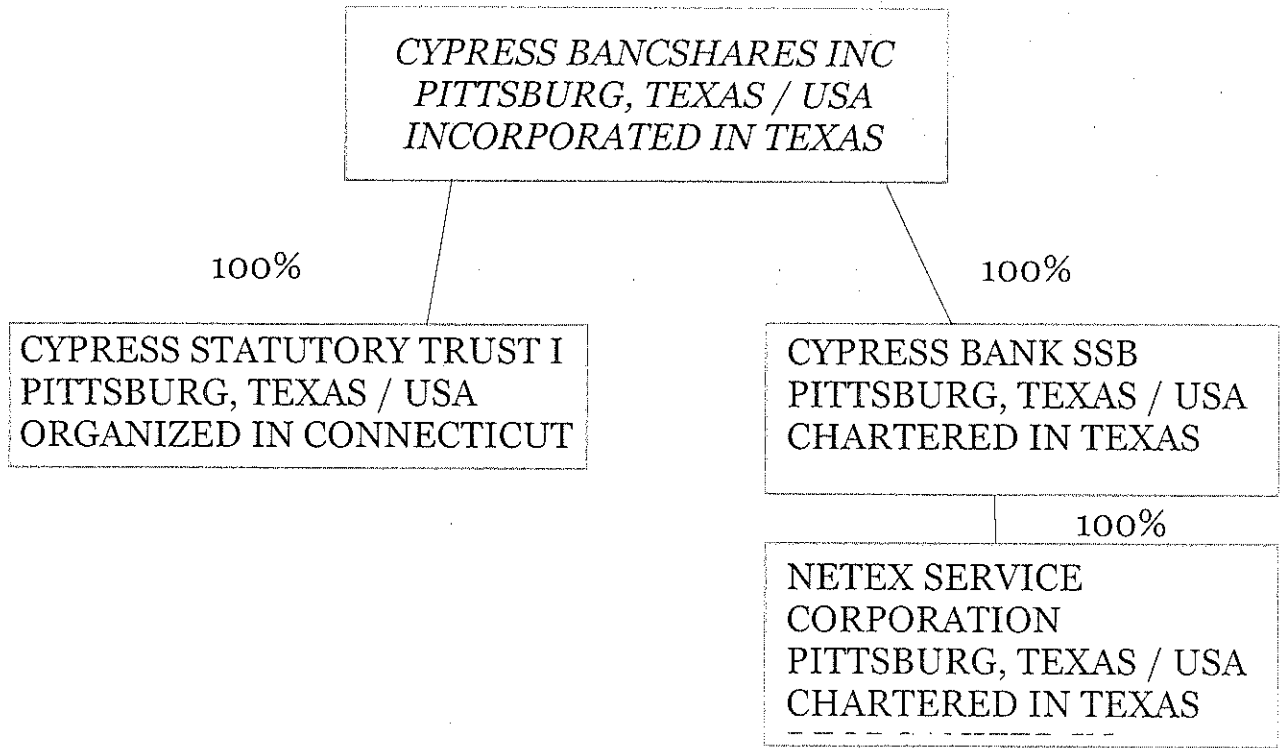 CYPRESS BANCSHARES INC
PITTSBURG, TEXAS / USA
INCORPORATED IN TEXAS
100%
100%
CYPRESS STATUTORY TRUST I
PITTSBURG, TEXAS / USA
ORGANIZED IN CONNECTICUT
CYPRESS BANK SSB
PITTSBURG, TEXAS / USA
CHARTERED IN TEXAS
100%
NETEX SERVICE
CORPORATION
PITTSBURG, TEXAS / USA
CHARTERED IN TEXAS